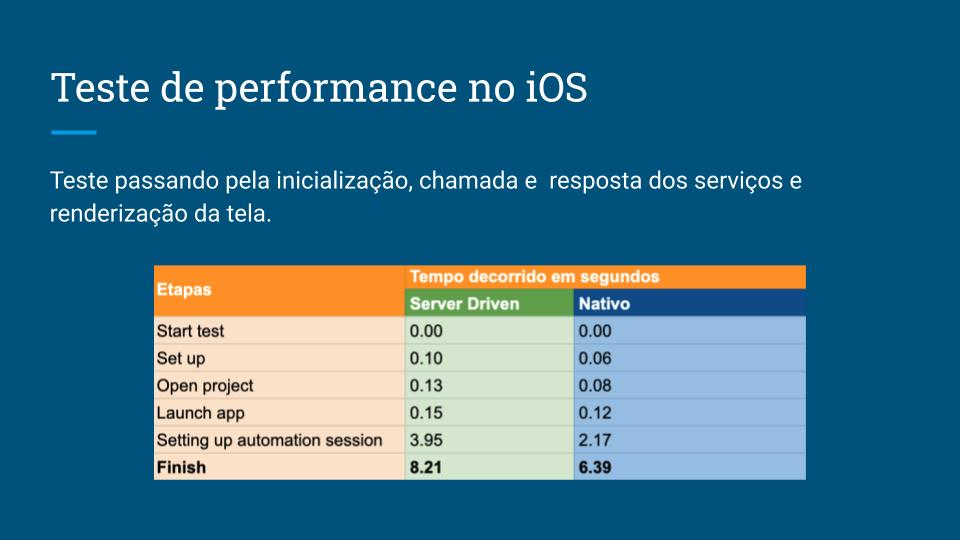 Teste de performance no iOS
Teste passando pela inicialização, chamada e  resposta dos serviços e
renderização da tela.
Etapas
Tempo decorrido em segundos
Server Driven Nativo
Start test 0.00 0.00
Set up 0.10 0.06
Open project 0.13 0.08
Launch app 0.15 0.12
Setting up automation session 3.95 2.17
Finish 8.21 6.39